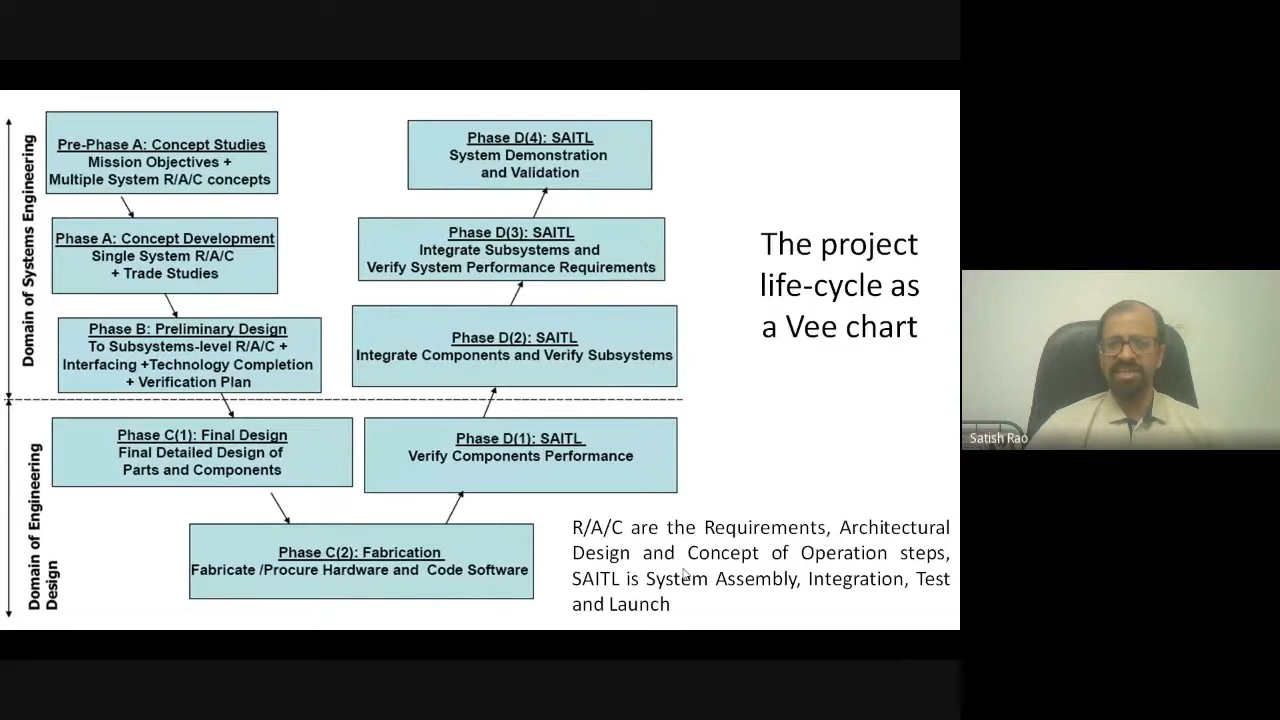 Domain of Systems Engineering
Pre-Phase A: Concept Studies
Mission Objectives +
Multiple System R/A/C concepts
Phase A: Concept Development
Single System R/A/C
+ Trade Studies
Phase B: Preliminary Design
To Subsystems-level R/A/C +
Interfacing +Technology Completion
+ Verification Plan
Domain of Engineering
Design
Phase C(1): Final Design
Final Detailed Design of
Parts and Components
Phase C(2): Fabrication
Fabricate /Procure Hardware and Code Software
Phase D(1): SAITL
Verify Components Performance
Phase D(2): SAITL
Integrate Components and Verify Subsystems
Phase D(3): SAITL
Integrate Subsystems and
Verify System Performance Requirements
Phase D(4): SAITL
System Demonstration
and Validation
The project
life-cycle as
a Vee chart
R/A/C are the Requirements, Architectural
Design and Concept of Operation steps,
SAITL is System Assembly, Integration, Test
and Launch
Satish Rao